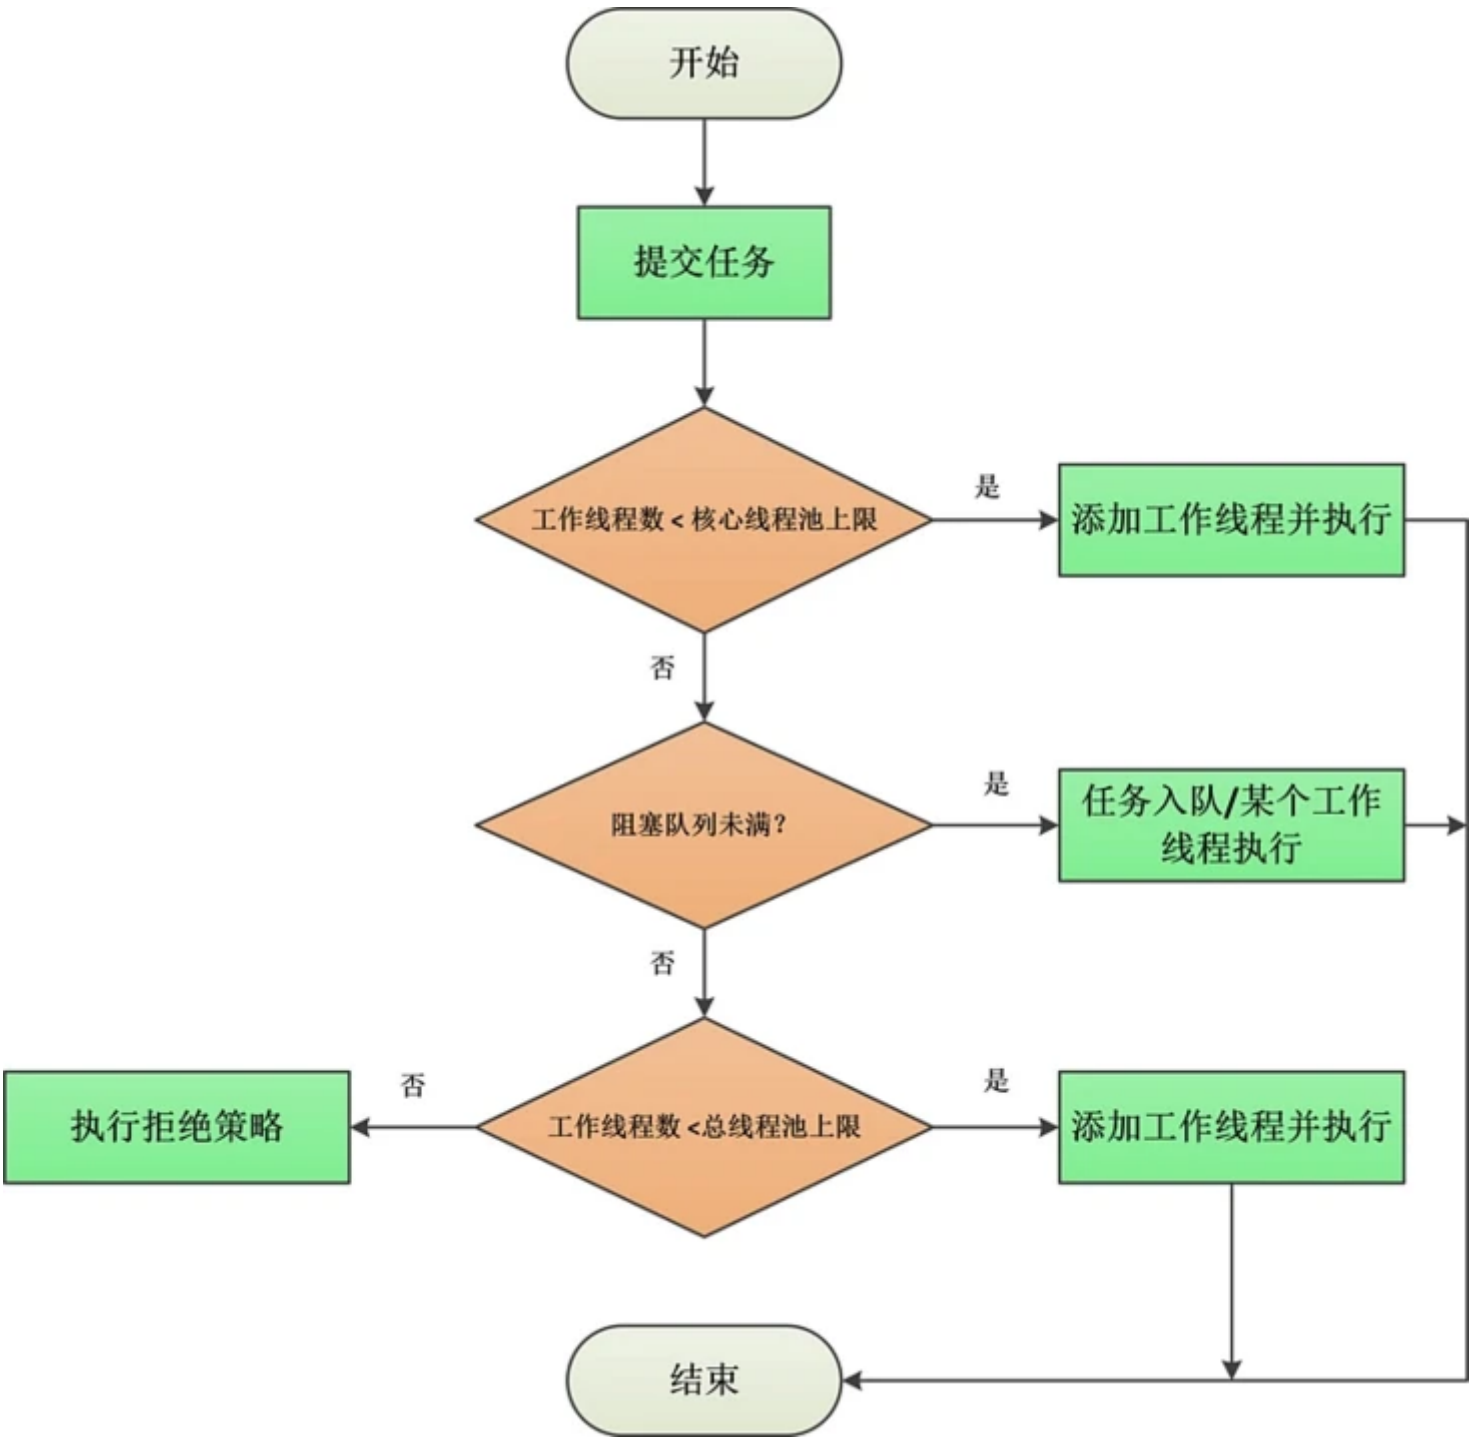 开始
提交任务
工作线程数 < 核心线程池上限
是
添加工作线程并执行
否
阻塞队列未满？
是
任务入队/某个工作
线程执行
否
工作线程数 <总线程池上限
否
执行拒绝策略
是
添加工作线程并执行
结束